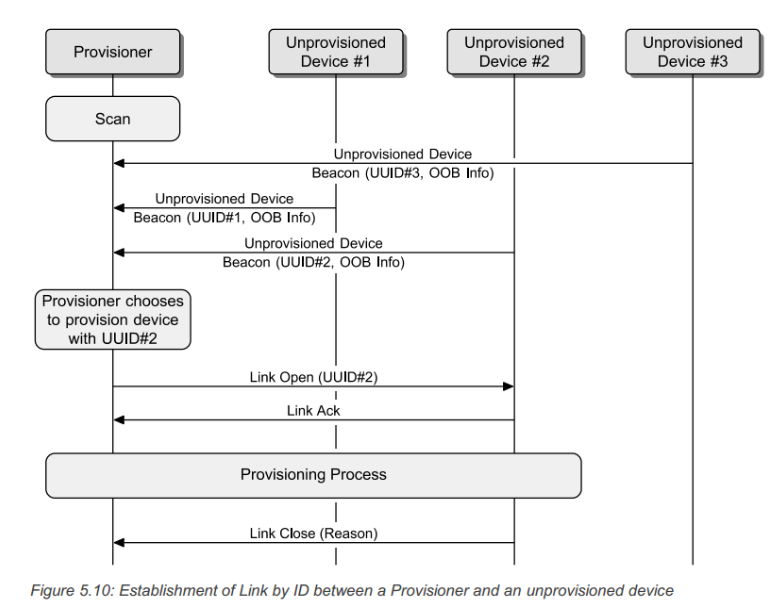 Provisioner
Unprovisioned
Device #1
Unprovisioned
Device #2
Unprovisioned
Device #3
Scan
Unprovisioned Device
Beacon (UUID#3, OOB Info)
Unprovisioned Device
Beacon (UUID#1, OOB Info)
Unprovisioned Device
Beacon (UUID#2, OOB Info)
Provisioner chooses
to provision device
with UUID#2
Link Open (UUID#2)
Link Ack
Provisioning Process
Link Close (Reason)
Figure 5.10: Establishment of Link by ID between a Provisioner and an unprovisioned device